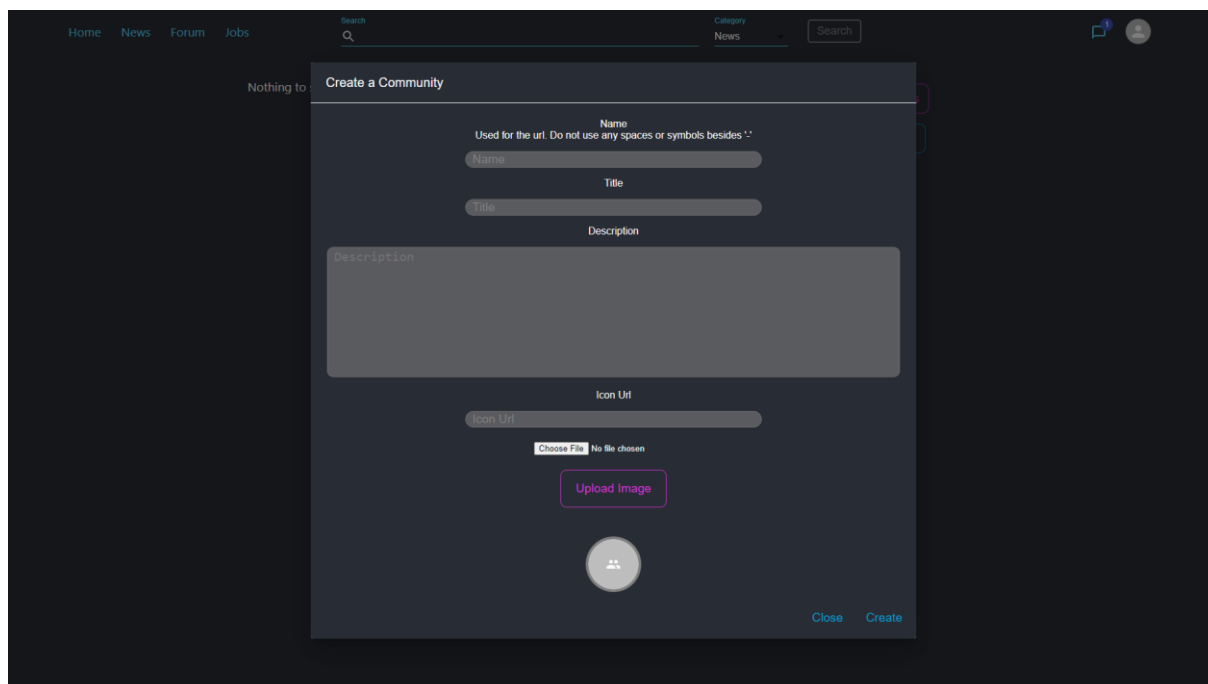 Home News Forum Jobs
Search
Category
News
Search
1
Nothing to
Create a Community
Name
Used for the url. Do not use any spaces or symbols besides '-'
Name
Title
Title
Description
Description
Icon Url
Icon Url
Choose File No file chosen
Upload Image
Close Create